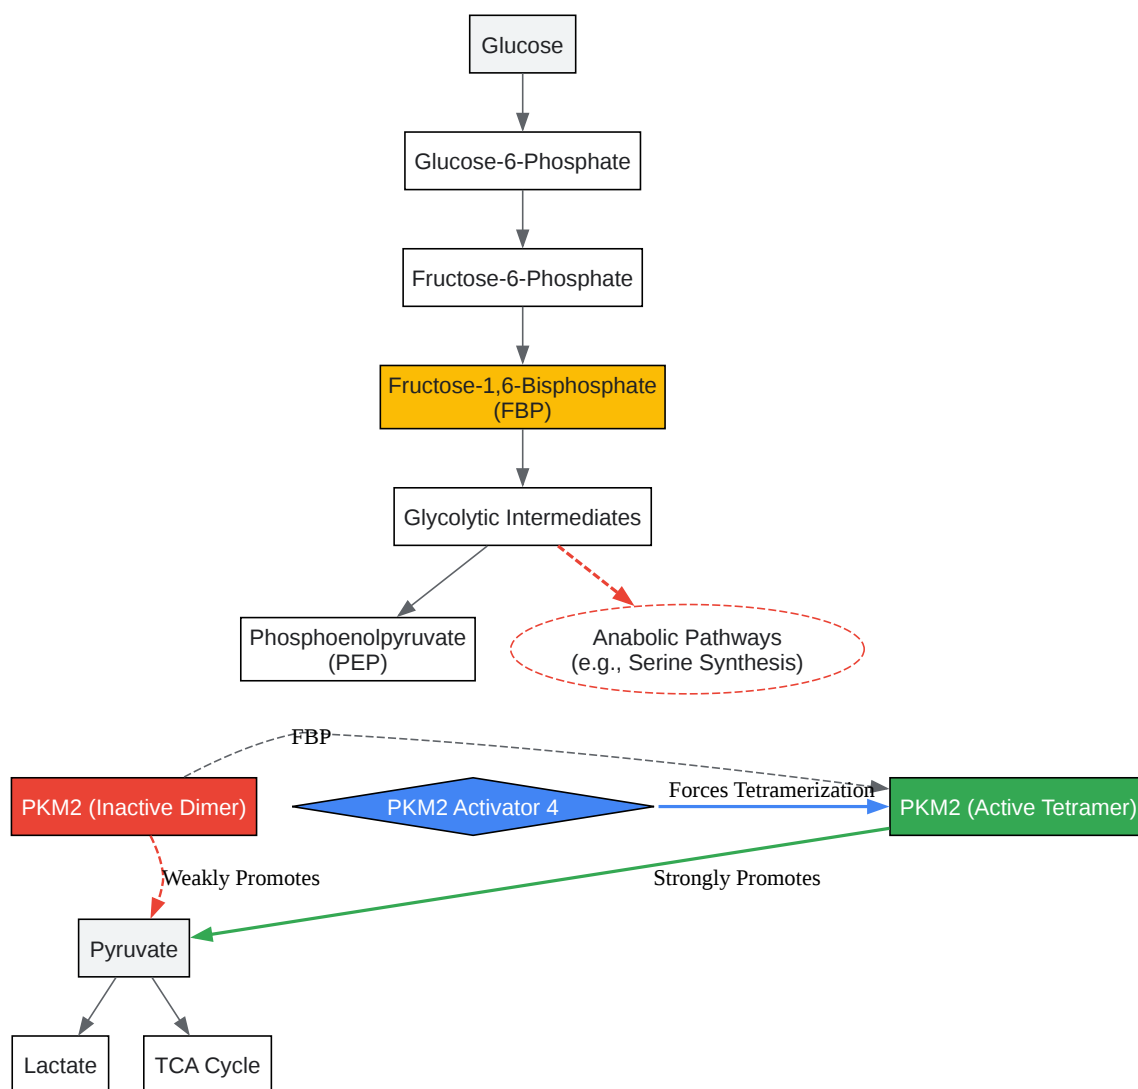 Glucose
Glucose-6-Phosphate
Fructose-6-Phosphate
Fructose-1,6-Bisphosphate
(FBP)
Glycolytic Intermediates
Phosphoenolpyruvate
(PEP)
Anabolic Pathways
(e.g., Serine Synthesis)
FBP
PKM2 (Inactive Dimer)
PKM2 Activator 4
Forces Tetramerization
PKM2 (Active Tetramer)
Weakly Promotes
Strongly Promotes
Pyruvate
Lactate
TCA Cycle